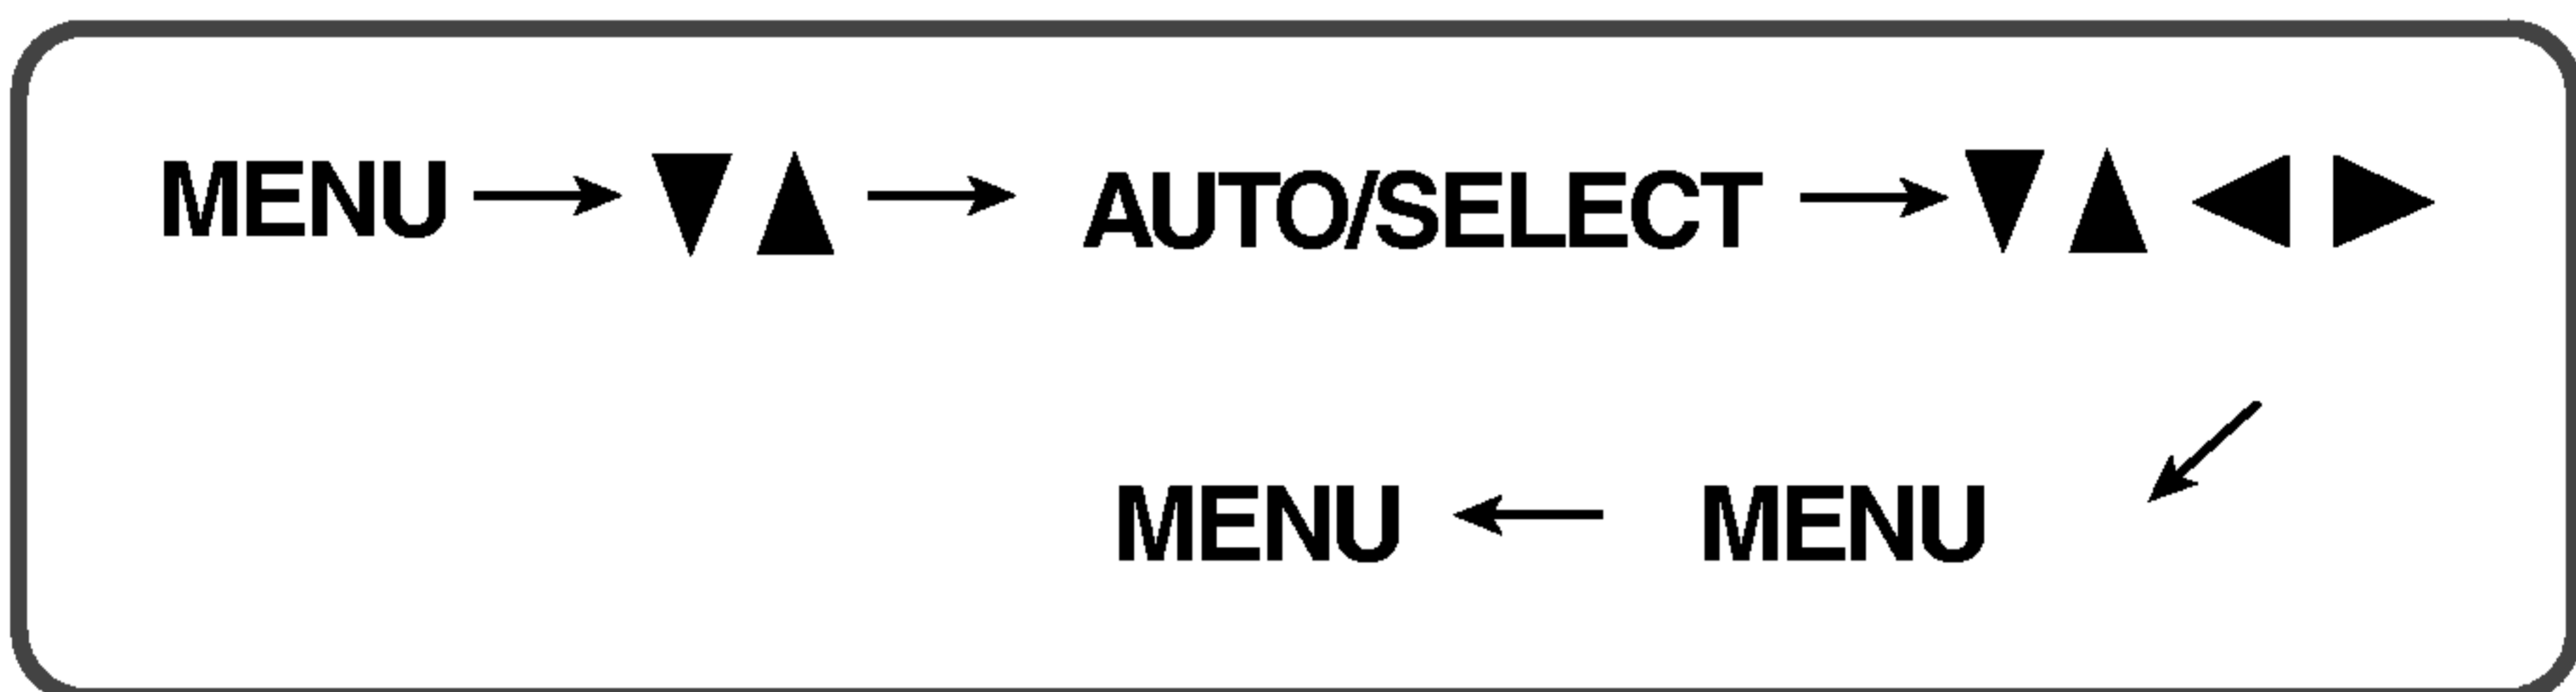 MENU → ▼ ▲ → AUTO/SELECT → ▼ ▲ ◀ ▶
MENU ← MENU